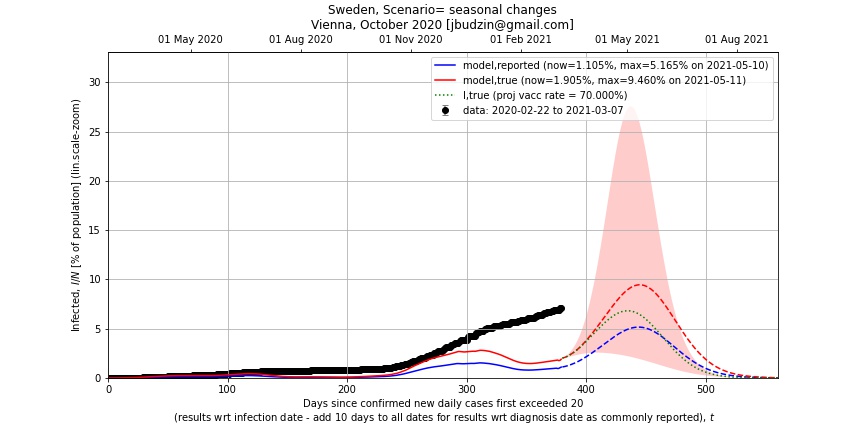 Sweden, Scenario= seasonal changes
Vienna, October 2020 [jbudzin@gmail.com]
01 May 2020 01 Aug 2020 01 Nov 2020 01 Feb 2021 01 May 2021 01 Aug 2021
model,reported (now=1.105%, max=5.165% on 2021-05-10)
model,true (now=1.905%, max=9.460% on 2021-05-11)
I,true (proj vacc rate = 70.000%)
data: 2020-02-22 to 2021-03-07
Infected, I/N [% of population] (lin.scale-zoom)
30
25
20
15
10
5
0
0 100 200 300 400 500
Days since confirmed new daily cases first exceeded 20
(results wrt infection date - add 10 days to all dates for results wrt diagnosis date as commonly reported), t